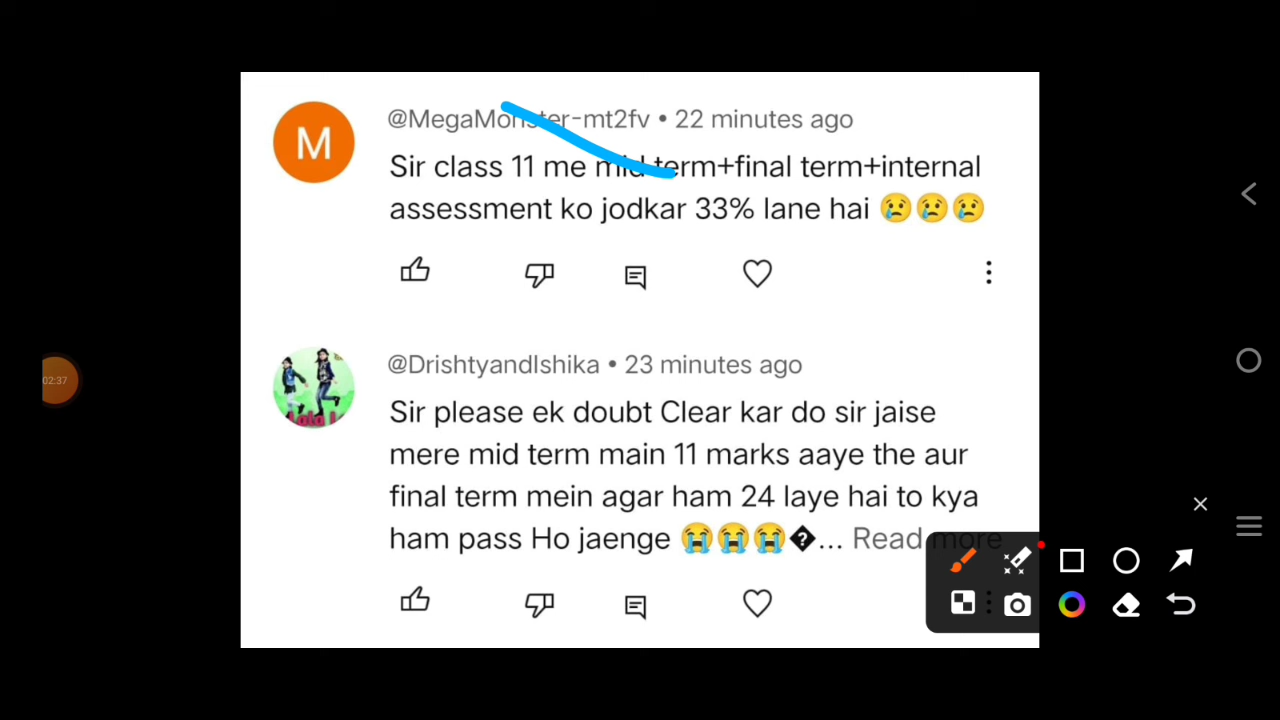 @MegaMonster-mt2fv • 22 minutes ago
M
Sir class 11 me mid term+final term+internal
assessment ko jodkar 33% lane hai 😢😢😢
@DrishtyandIshika • 23 minutes ago
Sir please ek doubt Clear kar do sir jaise
mere mid term main 11 marks aaye the aur
02:37
final term mein agar ham 24 laye hai to kya
ham pass Ho jaenge 😭😭😭�... Read more